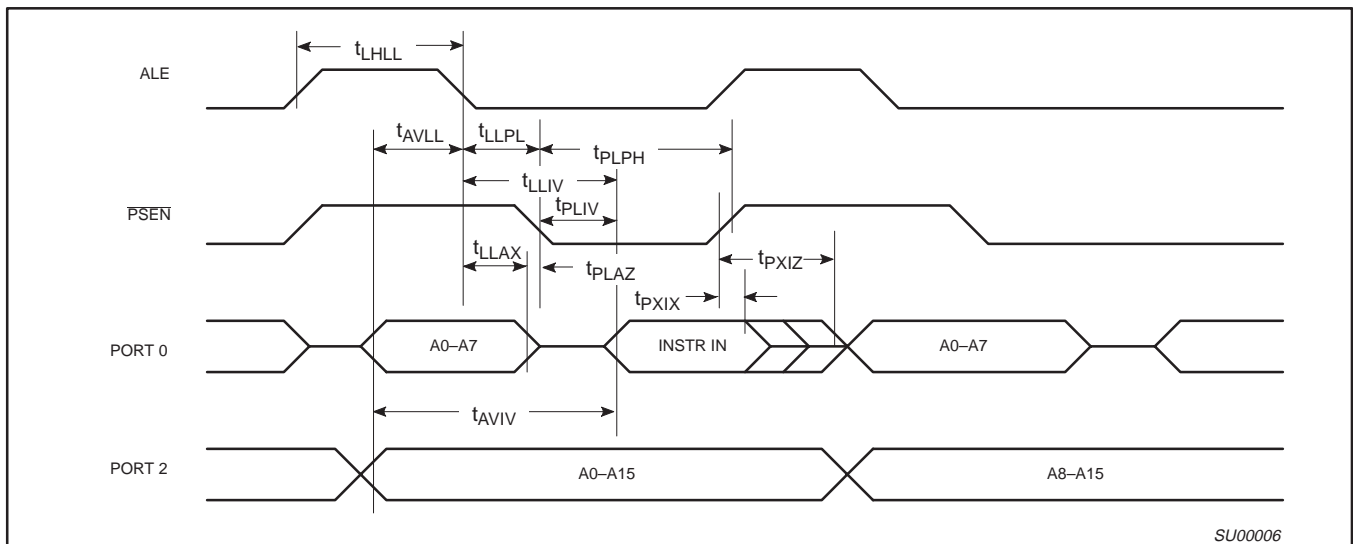 tLHLL
ALE
tAVLL
tLLPL
tPLPH
tLLIV
PSEN
tPLIV
tLLAX
tPLAZ
tPXIZ
tPXIX
PORT 0
A0–A7
INSTR IN
A0–A7
tAVIV
PORT 2
A0–A15
A8–A15
SU00006